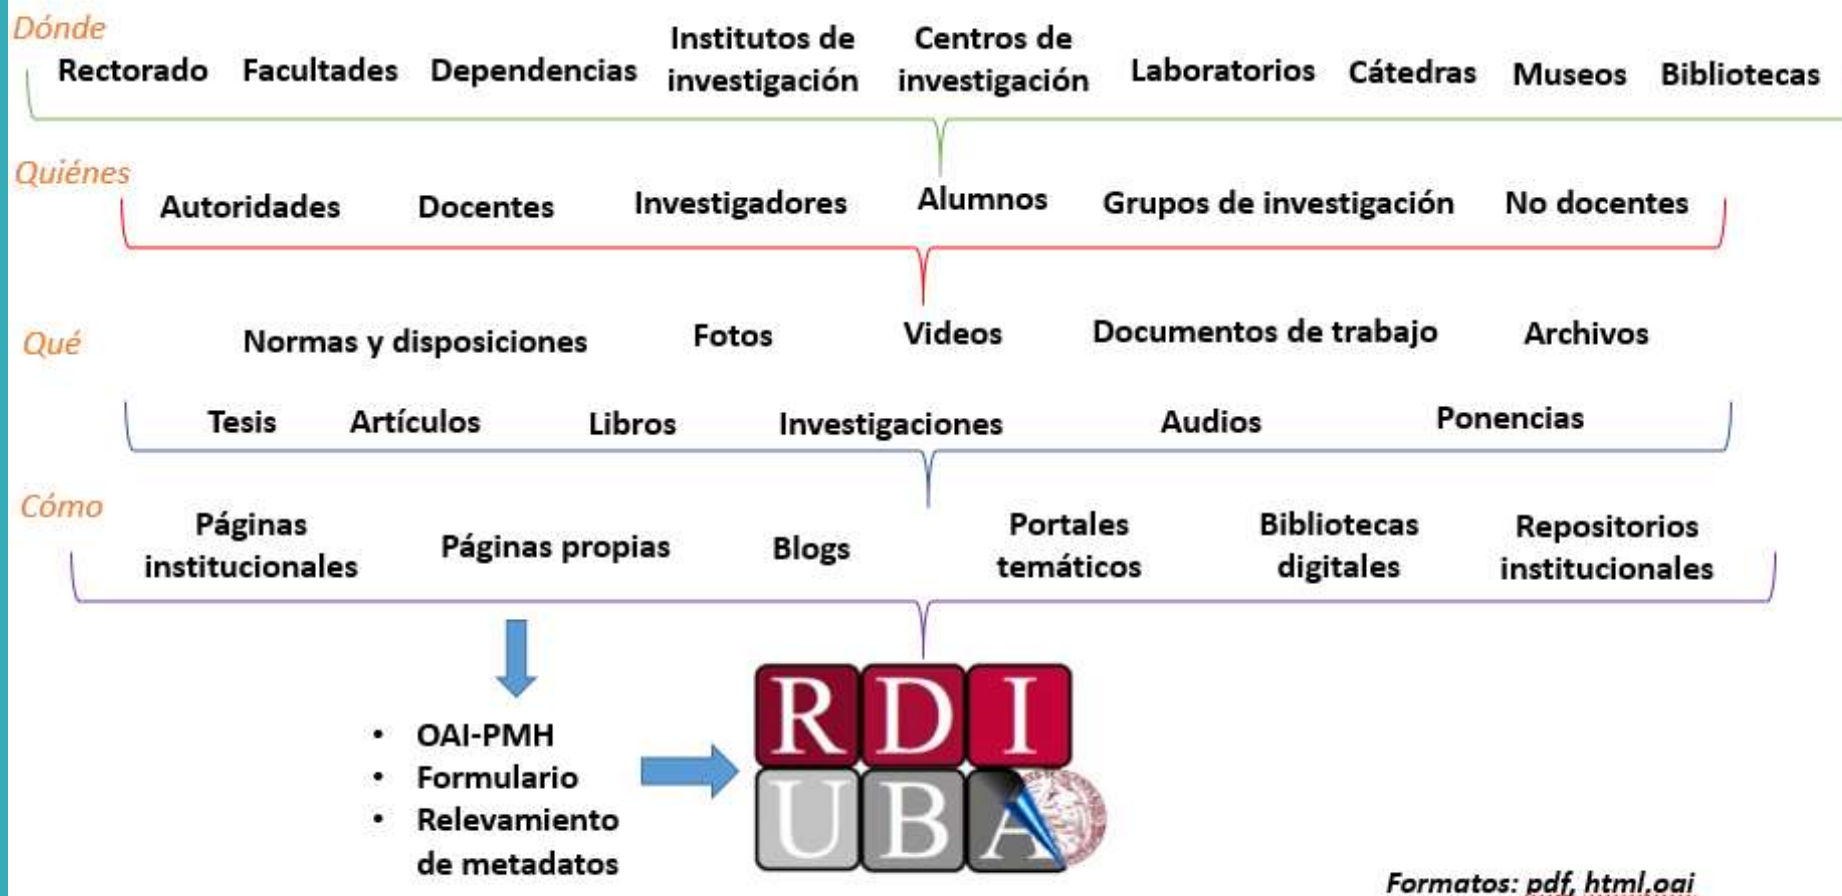 Dónde
Rectorado Facultades Dependencias Institutos de investigación Centros de investigación Laboratorios Cátedras Museos Bibliotecas
Quiénes
Autoridades Docentes Investigadores Alumnos Grupos de investigación No docentes
Qué
Normas y disposiciones Fotos Videos Documentos de trabajo Archivos
Tesis Artículos Libros Investigaciones Audios Ponencias
Cómo
Páginas institucionales Páginas propias Blogs Portales temáticos Bibliotecas digitales Repositorios institucionales
• OAI-PMH
• Formulario
• Relevamiento
de metadatos
RDI
UBA
Formatos: pdf, html,oai